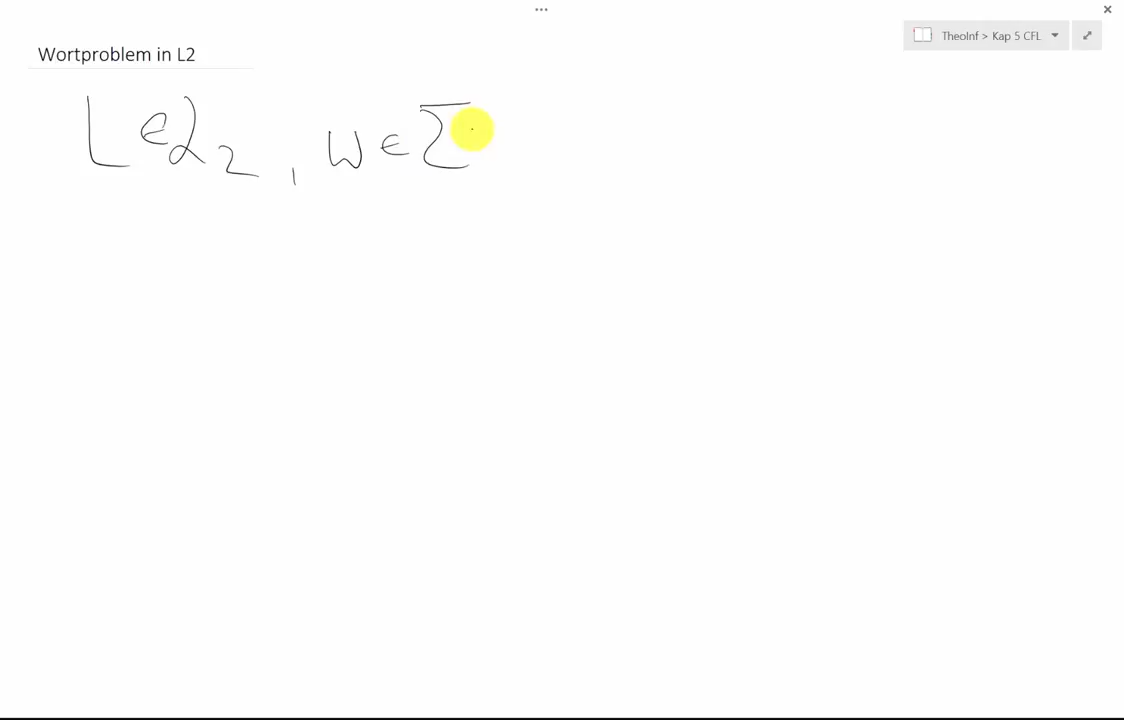 TheoInf > Kap 5 CFL
Wortproblem in L2
L ∈ ℒ₂ , w ∈ Σ